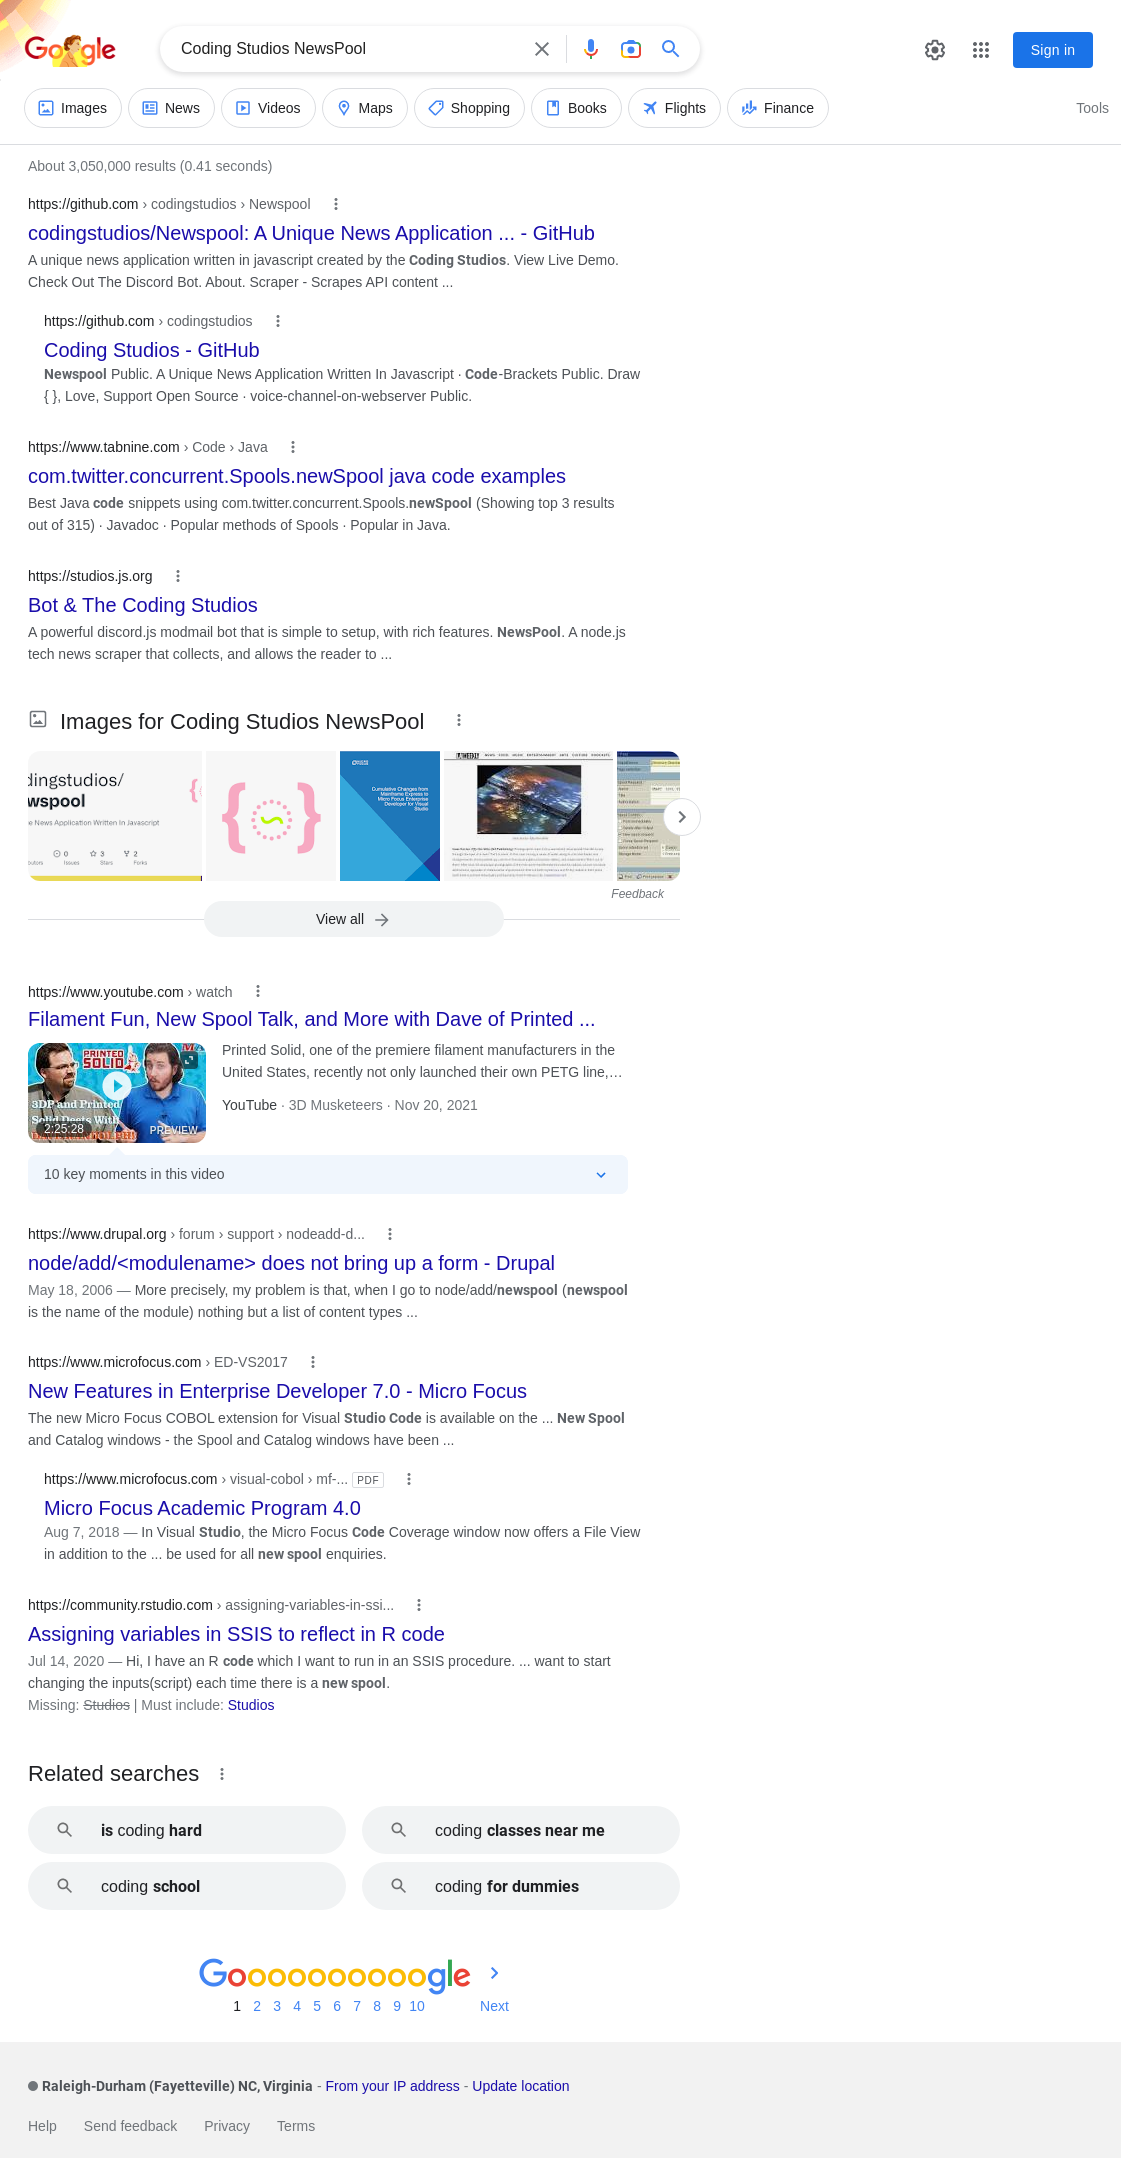 Google
Coding Studios NewsPool
Sign in
Images
News
Videos
Maps
Shopping
Books
Flights
Finance
Tools
About 3,050,000 results (0.41 seconds)
https://github.com › codingstudios › Newspool
codingstudios/Newspool: A Unique News Application ... - GitHub
A unique news application written in javascript created by the Coding Studios. View Live Demo.
Check Out The Discord Bot. About. Scraper - Scrapes API content ...
https://github.com › codingstudios
Coding Studios - GitHub
Newspool Public. A Unique News Application Written In Javascript · Code-Brackets Public. Draw
{ }, Love, Support Open Source · voice-channel-on-webserver Public.
https://www.tabnine.com › Code › Java
com.twitter.concurrent.Spools.newSpool java code examples
Best Java code snippets using com.twitter.concurrent.Spools.newSpool (Showing top 3 results
out of 315) · Javadoc · Popular methods of Spools · Popular in Java.
https://studios.js.org
Bot & The Coding Studios
A powerful discord.js modmail bot that is simple to setup, with rich features. NewsPool. A node.js
tech news scraper that collects, and allows the reader to ...
Images for Coding Studios NewsPool
dingstudios/
wspool
e News Application Written In Javascript
0
3
2
Issues
Stars
Forks
Cumulative Changes from
Mainframe Express to
Micro Focus Enterprise
Developer for Visual
Studio
Feedback
View all
https://www.youtube.com › watch
Filament Fun, New Spool Talk, and More with Dave of Printed ...
PRINTED
SOLID
3DP and Printed
Solid Deets With
2:25:28
PREVIEW
Printed Solid, one of the premiere filament manufacturers in the
United States, recently not only launched their own PETG line,...
YouTube · 3D Musketeers · Nov 20, 2021
10 key moments in this video
https://www.drupal.org › forum › support › nodeadd-d...
node/add/<modulename> does not bring up a form - Drupal
May 18, 2006 — More precisely, my problem is that, when I go to node/add/newspool (newspool
is the name of the module) nothing but a list of content types ...
https://www.microfocus.com › ED-VS2017
New Features in Enterprise Developer 7.0 - Micro Focus
The new Micro Focus COBOL extension for Visual Studio Code is available on the ... New Spool
and Catalog windows - the Spool and Catalog windows have been ...
https://www.microfocus.com › visual-cobol › mf-... PDF
Micro Focus Academic Program 4.0
Aug 7, 2018 — In Visual Studio, the Micro Focus Code Coverage window now offers a File View
in addition to the ... be used for all new spool enquiries.
https://community.rstudio.com › assigning-variables-in-ssi...
Assigning variables in SSIS to reflect in R code
Jul 14, 2020 — Hi, I have an R code which I want to run in an SSIS procedure. ... want to start
changing the inputs(script) each time there is a new spool.
Missing: Studios | Must include: Studios
Related searches
is coding hard
coding classes near me
coding school
coding for dummies
Goooooooooogle
1 2 3 4 5 6 7 8 9 10 Next
Raleigh-Durham (Fayetteville) NC, Virginia - From your IP address - Update location
Help
Send feedback
Privacy
Terms